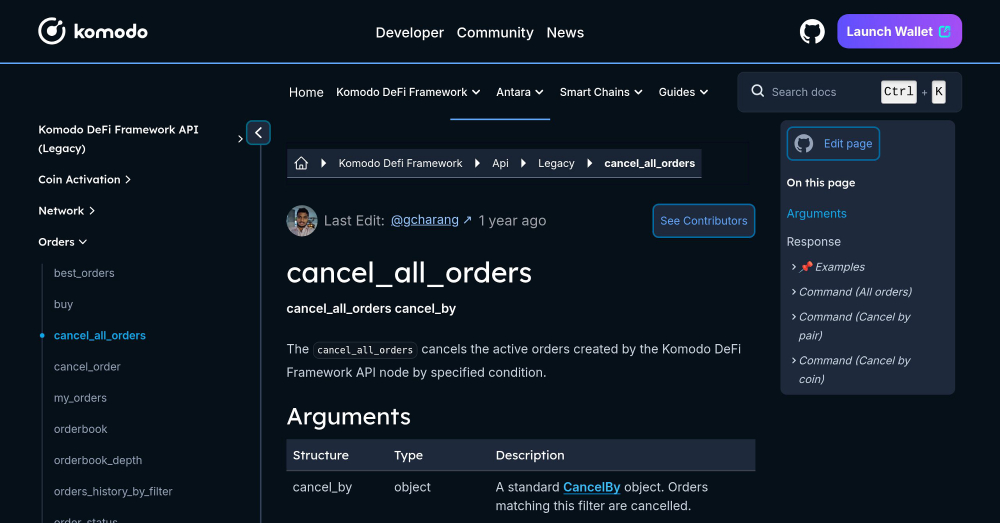 komodo
Developer Community News
Launch Wallet
Home Komodo DeFi Framework Antara Smart Chains Guides
Search docs Ctrl + K
Komodo DeFi Framework API
(Legacy)
Coin Activation
Network
Orders
best_orders
buy
cancel_all_orders
cancel_order
my_orders
orderbook
orderbook_depth
orders_history_by_filter
order_status
Komodo Defi Framework Api Legacy cancel_all_orders
Last Edit: @gcharang ↗ 1 year ago
See Contributors
cancel_all_orders
cancel_all_orders cancel_by
The cancel_all_orders cancels the active orders created by the Komodo DeFi
Framework API node by specified condition.
Arguments
Structure Type Description
cancel_by object A standard CancelBy object. Orders
matching this filter are cancelled.
Edit page
On this page
Arguments
Response
📌 Examples
Command (All orders)
Command (Cancel by
pair)
Command (Cancel by
coin)